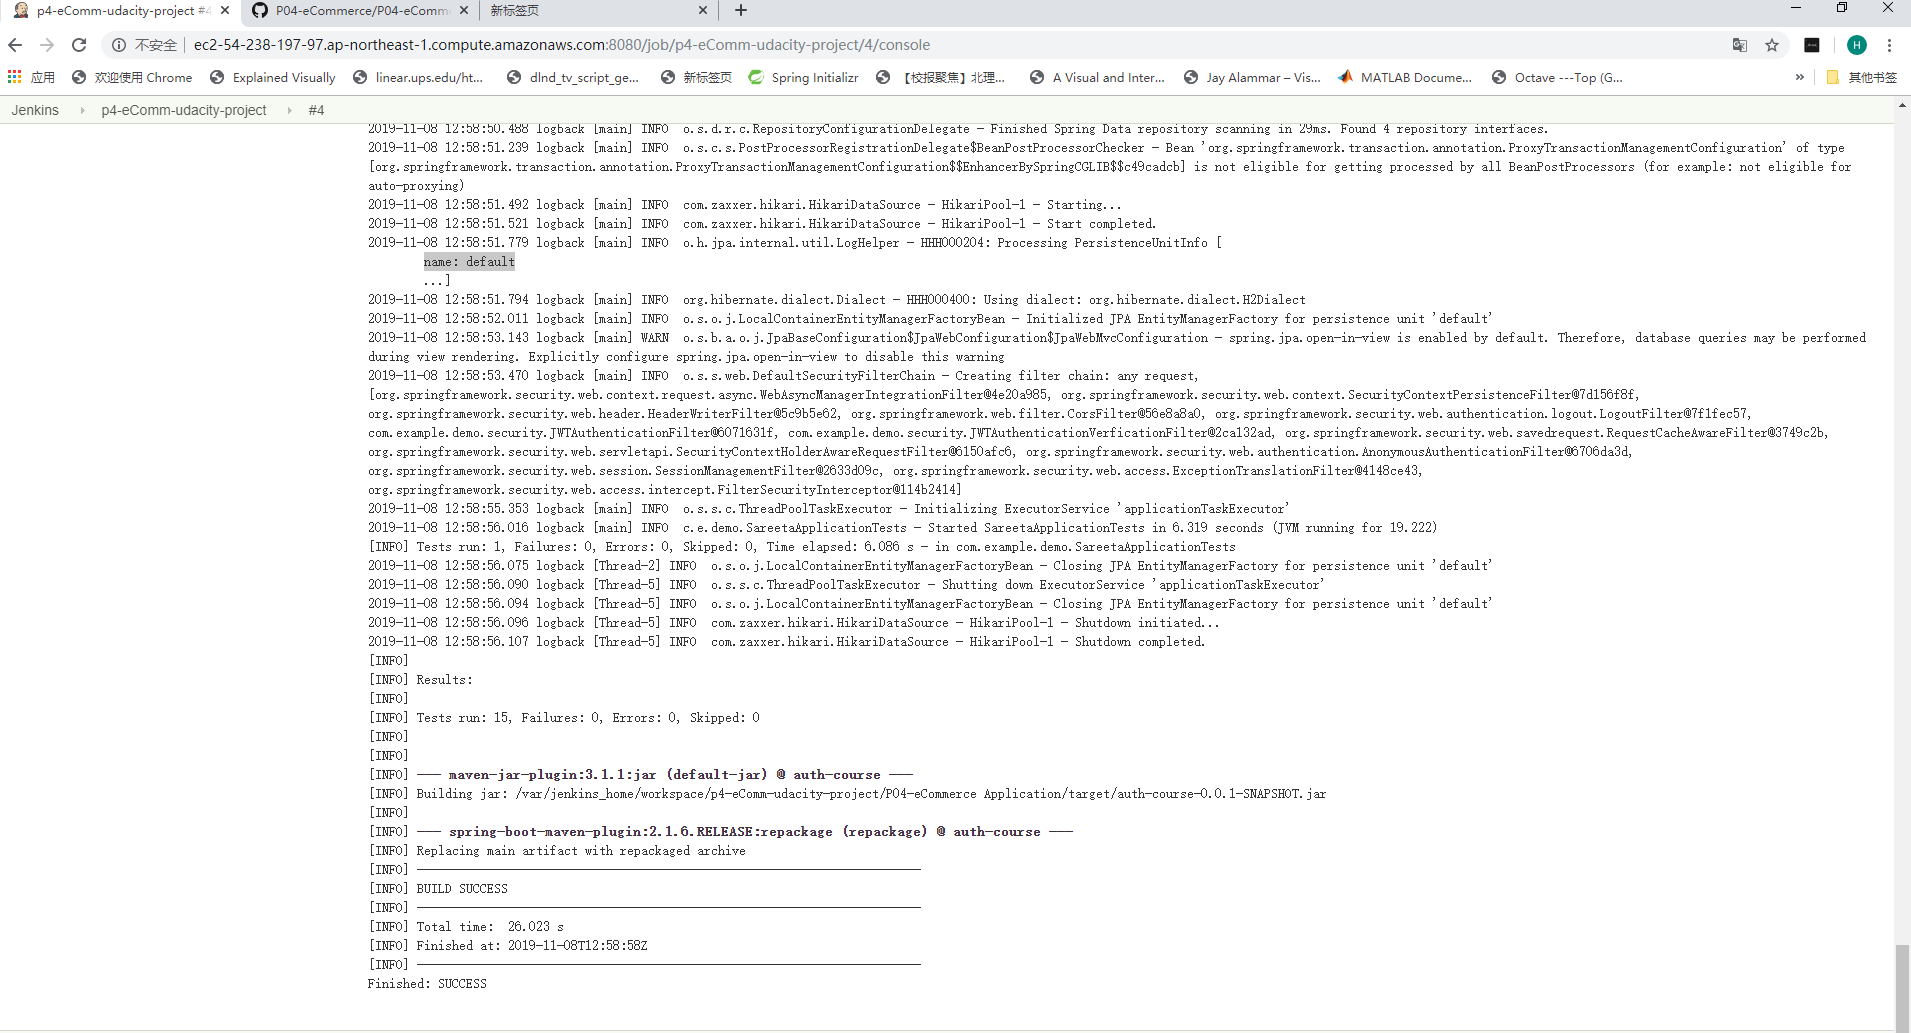 p4-eComm-udacity-project #4
P04-eCommerce/P04-eComm
新标签页
不安全
ec2-54-238-197-97.ap-northeast-1.compute.amazonaws.com:8080/job/p4-eComm-udacity-project/4/console
H
应用
欢迎使用 Chrome
Explained Visually
linear.ups.edu/ht...
dlnd_tv_script_ge...
新标签页
Spring Initializr
【校报聚焦】北理...
A Visual and Inter...
Jay Alammar – Vis...
MATLAB Docume...
Octave ---Top (G...
»
其他书签
Jenkins
p4-eComm-udacity-project
#4
2019-11-08 12:58:50.488 logback [main] INFO  o.s.d.r.c.RepositoryConfigurationDelegate - Finished Spring Data repository scanning in 29ms. Found 4 repository interfaces.
2019-11-08 12:58:51.239 logback [main] INFO  o.s.c.s.PostProcessorRegistrationDelegate$BeanPostProcessorChecker - Bean 'org.springframework.transaction.annotation.ProxyTransactionManagementConfiguration' of type
[org.springframework.transaction.annotation.ProxyTransactionManagementConfiguration$$EnhancerBySpringCGLIB$$c49cadcb] is not eligible for getting processed by all BeanPostProcessors (for example: not eligible for
auto-proxying)
2019-11-08 12:58:51.492 logback [main] INFO  com.zaxxer.hikari.HikariDataSource - HikariPool-1 - Starting...
2019-11-08 12:58:51.521 logback [main] INFO  com.zaxxer.hikari.HikariDataSource - HikariPool-1 - Start completed.
2019-11-08 12:58:51.779 logback [main] INFO  o.h.jpa.internal.util.LogHelper - HHH000204: Processing PersistenceUnitInfo [
name: default
...]
2019-11-08 12:58:51.794 logback [main] INFO  org.hibernate.dialect.Dialect - HHH000400: Using dialect: org.hibernate.dialect.H2Dialect
2019-11-08 12:58:52.011 logback [main] INFO  o.s.o.j.LocalContainerEntityManagerFactoryBean - Initialized JPA EntityManagerFactory for persistence unit 'default'
2019-11-08 12:58:53.143 logback [main] WARN  o.s.b.a.o.j.JpaBaseConfiguration$JpaWebConfiguration$JpaWebMvcConfiguration - spring.jpa.open-in-view is enabled by default. Therefore, database queries may be performed
during view rendering. Explicitly configure spring.jpa.open-in-view to disable this warning
2019-11-08 12:58:53.470 logback [main] INFO  o.s.s.web.DefaultSecurityFilterChain - Creating filter chain: any request,
[org.springframework.security.web.context.request.async.WebAsyncManagerIntegrationFilter@4e20a985, org.springframework.security.web.context.SecurityContextPersistenceFilter@7d156f8f,
org.springframework.security.web.header.HeaderWriterFilter@5c9b5e62, org.springframework.web.filter.CorsFilter@56e8a8a0, org.springframework.security.web.authentication.logout.LogoutFilter@7f1fec57,
com.example.demo.security.JWTAuthenticationFilter@6071631f, com.example.demo.security.JWTAuthenticationVerficationFilter@2ca132ad, org.springframework.security.web.savedrequest.RequestCacheAwareFilter@3749c2b,
org.springframework.security.web.servletapi.SecurityContextHolderAwareRequestFilter@6150afc6, org.springframework.security.web.authentication.AnonymousAuthenticationFilter@6706da3d,
org.springframework.security.web.session.SessionManagementFilter@2633d09c, org.springframework.security.web.access.ExceptionTranslationFilter@4148ce43,
org.springframework.security.web.access.intercept.FilterSecurityInterceptor@114b2414]
2019-11-08 12:58:55.353 logback [main] INFO  o.s.s.c.ThreadPoolTaskExecutor - Initializing ExecutorService 'applicationTaskExecutor'
2019-11-08 12:58:56.016 logback [main] INFO  c.e.demo.SareetaApplicationTests - Started SareetaApplicationTests in 6.319 seconds (JVM running for 19.222)
[INFO] Tests run: 1, Failures: 0, Errors: 0, Skipped: 0, Time elapsed: 6.086 s - in com.example.demo.SareetaApplicationTests
2019-11-08 12:58:56.075 logback [Thread-2] INFO  o.s.o.j.LocalContainerEntityManagerFactoryBean - Closing JPA EntityManagerFactory for persistence unit 'default'
2019-11-08 12:58:56.090 logback [Thread-5] INFO  o.s.s.c.ThreadPoolTaskExecutor - Shutting down ExecutorService 'applicationTaskExecutor'
2019-11-08 12:58:56.094 logback [Thread-5] INFO  o.s.o.j.LocalContainerEntityManagerFactoryBean - Closing JPA EntityManagerFactory for persistence unit 'default'
2019-11-08 12:58:56.096 logback [Thread-5] INFO  com.zaxxer.hikari.HikariDataSource - HikariPool-1 - Shutdown initiated...
2019-11-08 12:58:56.107 logback [Thread-5] INFO  com.zaxxer.hikari.HikariDataSource - HikariPool-1 - Shutdown completed.
[INFO]
[INFO] Results:
[INFO]
[INFO] Tests run: 15, Failures: 0, Errors: 0, Skipped: 0
[INFO]
[INFO]
[INFO] --- maven-jar-plugin:3.1.1:jar (default-jar) @ auth-course ---
[INFO] Building jar: /var/jenkins_home/workspace/p4-eComm-udacity-project/P04-eCommerce Application/target/auth-course-0.0.1-SNAPSHOT.jar
[INFO]
[INFO] --- spring-boot-maven-plugin:2.1.6.RELEASE:repackage (repackage) @ auth-course ---
[INFO] Replacing main artifact with repackaged archive
[INFO] ------------------------------------------------------------------------
[INFO] BUILD SUCCESS
[INFO] ------------------------------------------------------------------------
[INFO] Total time:  26.023 s
[INFO] Finished at: 2019-11-08T12:58:58Z
[INFO] ------------------------------------------------------------------------
Finished: SUCCESS